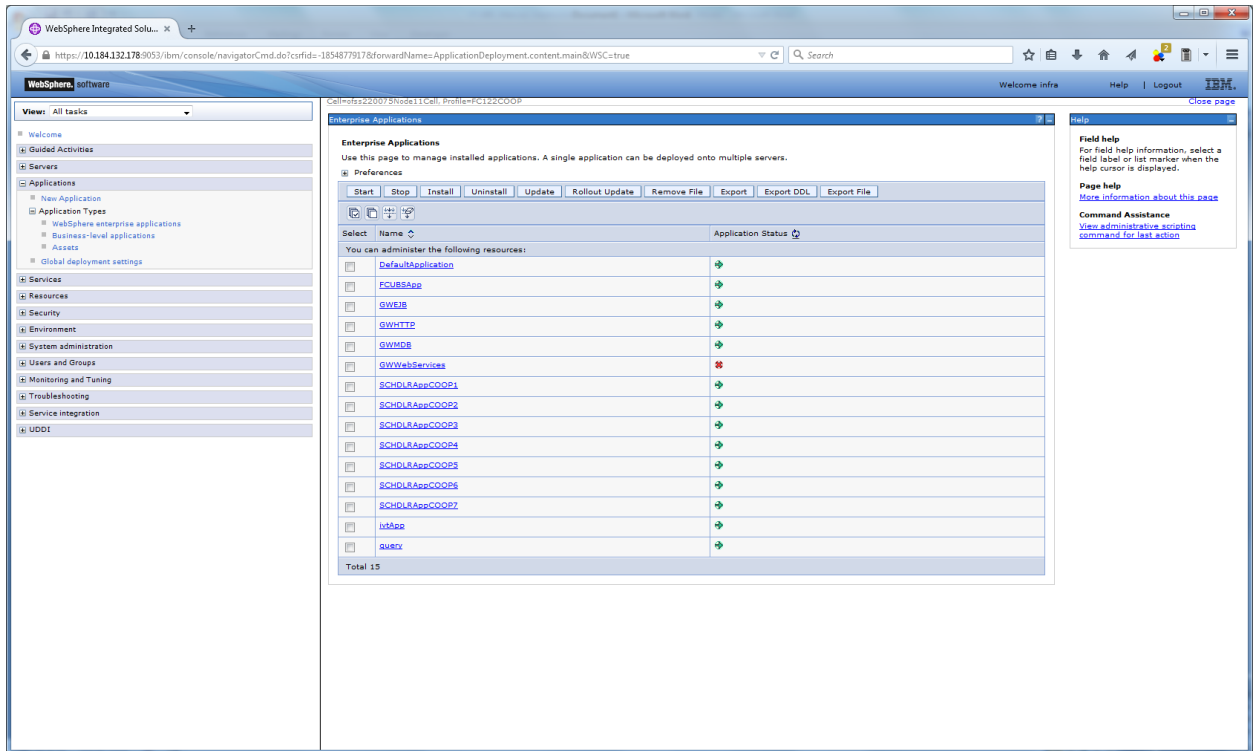 WebSphere Integrated Solu... × +
https://10.184.132.178:9053/ibm/console/navigatorCmd.do?csrfid=-1854877917&forwardName=ApplicationDeployment.content.main&WSC=true
Search
2
WebSphere. software
Welcome infra
Help | Logout
IBM.
View: All tasks
Welcome
Guided Activities
Servers
Applications
New Application
Application Types
WebSphere enterprise applications
Business-level applications
Assets
Global deployment settings
Services
Resources
Security
Environment
System administration
Users and Groups
Monitoring and Tuning
Troubleshooting
Service integration
UDDI
Cell=ofss220075Node11Cell, Profile=FC122COOP
Close page
Enterprise Applications
? -
Enterprise Applications
Use this page to manage installed applications. A single application can be deployed onto multiple servers.
Preferences
Start Stop Install Uninstall Update Rollout Update Remove File Export Export DDL Export File
Select Name Application Status
You can administer the following resources:
DefaultApplication
FCUBSApp
GWEJB
GWHTTP
GWMDB
GWWebServices
SCHDLRAppCOOP1
SCHDLRAppCOOP2
SCHDLRAppCOOP3
SCHDLRAppCOOP4
SCHDLRAppCOOP5
SCHDLRAppCOOP6
SCHDLRAppCOOP7
ivtApp
query
Total 15
Help
Field help
For field help information, select a
field label or list marker when the
help cursor is displayed.
Page help
More information about this page
Command Assistance
View administrative scripting
command for last action